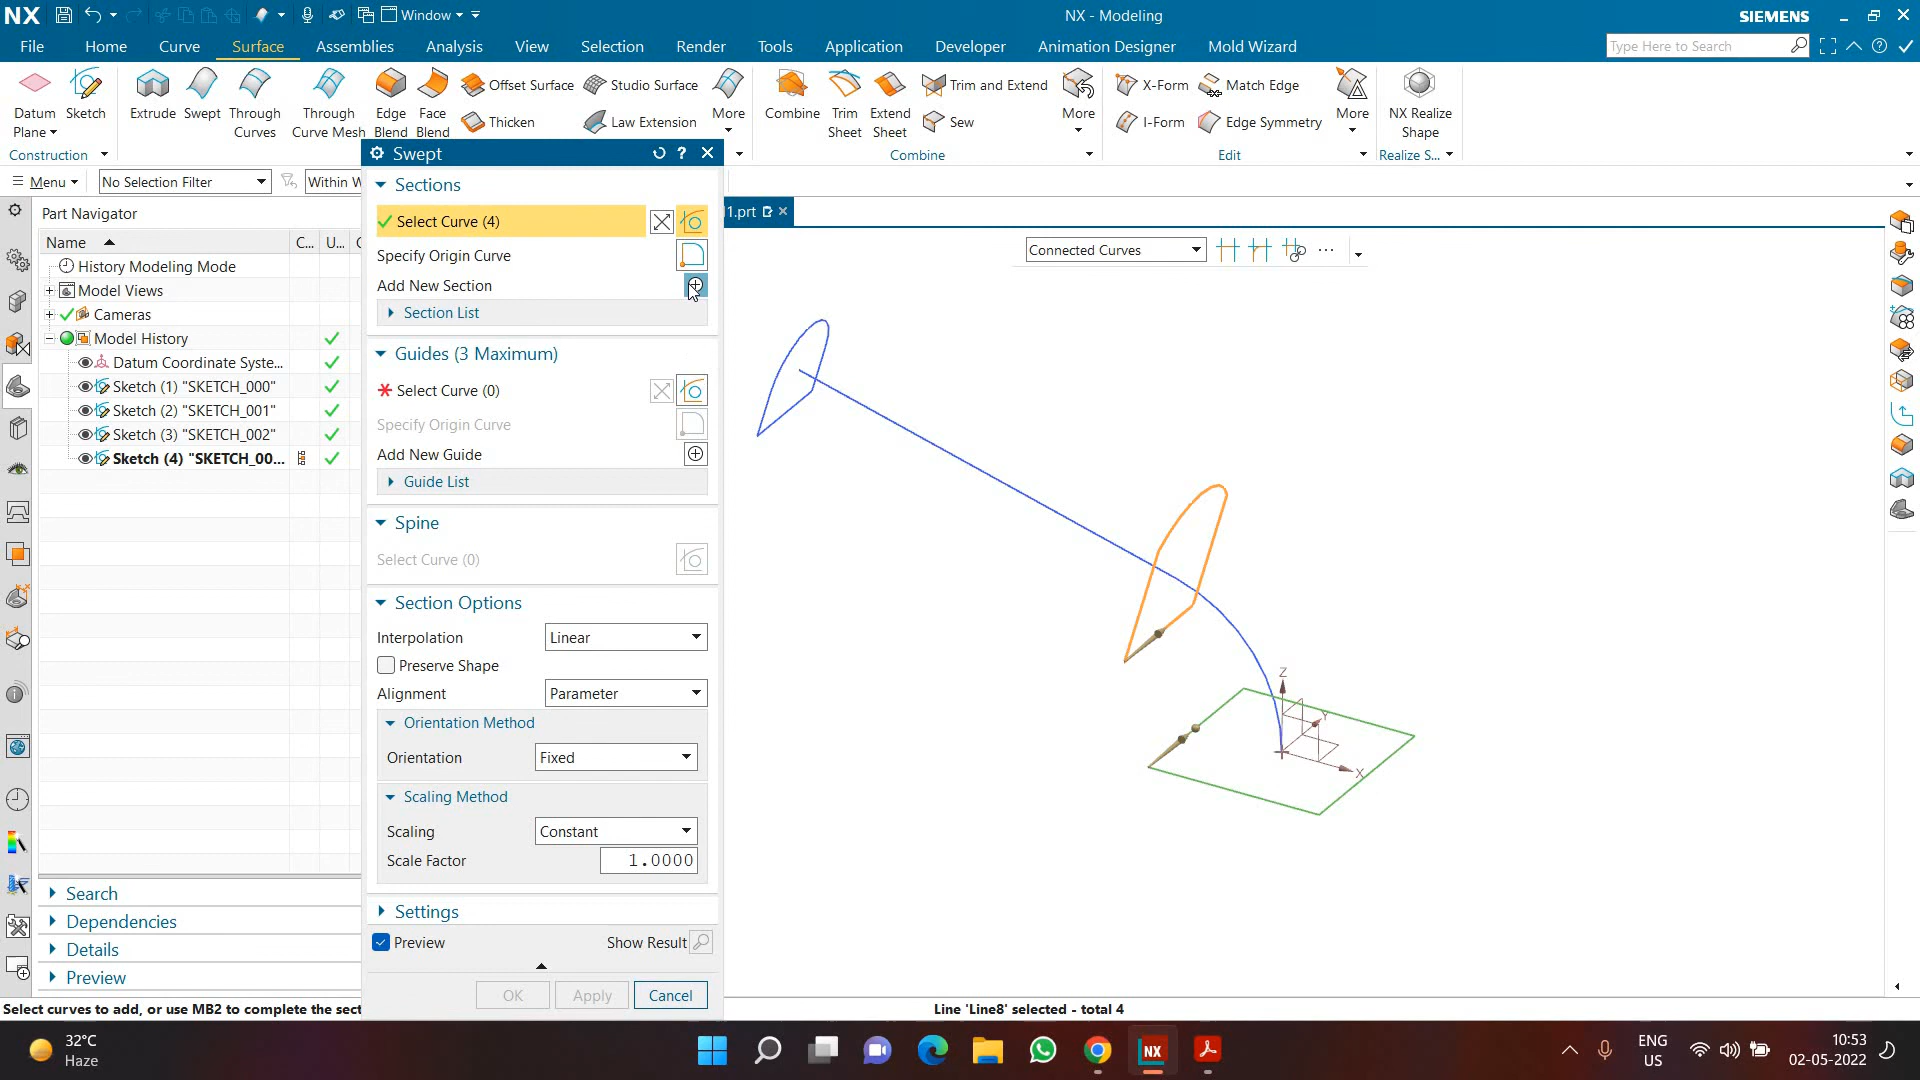 NX Window NX - Modeling SIEMENS
File Home Curve Surface Assemblies Analysis View Selection Render Tools Application Developer Animation Designer Mold Wizard Type Here to Search
Datum Plane Sketch Extrude Swept Through Curves Through Curve Mesh Edge Blend Face Blend Offset Surface Studio Surface More Combine Trim Sheet Extend Sheet Trim and Extend More X-Form Match Edge More NX Realize Shape
Thicken Law Extension Sew I-Form Edge Symmetry
Construction Combine Edit Realize S...
Menu No Selection Filter Within W
Swept
Part Navigator
1.prt
Name C... U... C
History Modeling Mode
Model Views
Cameras
Model History
Datum Coordinate Syste...
Sketch (1) "SKETCH_000"
Sketch (2) "SKETCH_001"
Sketch (3) "SKETCH_002"
Sketch (4) "SKETCH_00...
Search
Dependencies
Details
Preview
Sections
Select Curve (4)
Specify Origin Curve
Add New Section
Section List
Guides (3 Maximum)
* Select Curve (0)
Specify Origin Curve
Add New Guide
Guide List
Spine
Select Curve (0)
Section Options
Interpolation Linear
Preserve Shape
Alignment Parameter
Orientation Method
Orientation Fixed
Scaling Method
Scaling Constant
Scale Factor 1.0000
Settings
Preview Show Result
OK Apply Cancel
Connected Curves
Z
Y
X
Select curves to add, or use MB2 to complete the sect Line 'Line8' selected - total 4
32°C
Haze
NX
ENG
US
10:53
02-05-2022